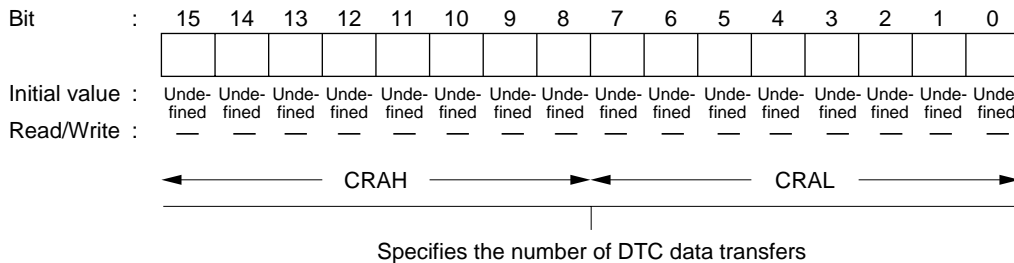 Bit : 15 14 13 12 11 10 9 8 7 6 5 4 3 2 1 0
Initial value : Unde- Unde- Unde- Unde- Unde- Unde- Unde- Unde- Unde- Unde- Unde- Unde- Unde- Unde- Unde- Unde
fined fined fined fined fined fined fined fined fined fined fined fined fined fined fined fined
Read/Write : — — — — — — — — — — — — — — — —
CRAH CRAL
Specifies the number of DTC data transfers